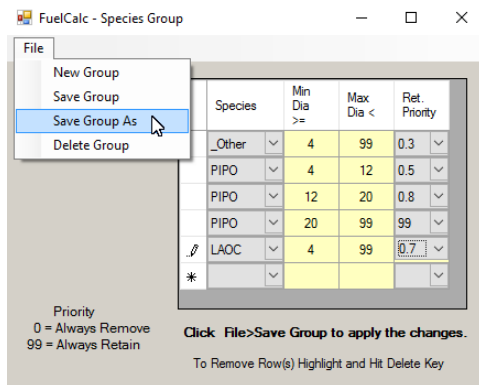 FuelCalc - Species Group
File
New Group
Save Group
Save Group As
Delete Group
Species Min Dia >= Max Dia < Ret. Priority
_Other 4 99 0.3
PIPO 4 12 0.5
PIPO 12 20 0.8
PIPO 20 99 99
LAOC 4 99 0.7
Priority
0 = Always Remove
99 = Always Retain
Click File>Save Group to apply the changes.
To Remove Row(s) Highlight and Hit Delete Key